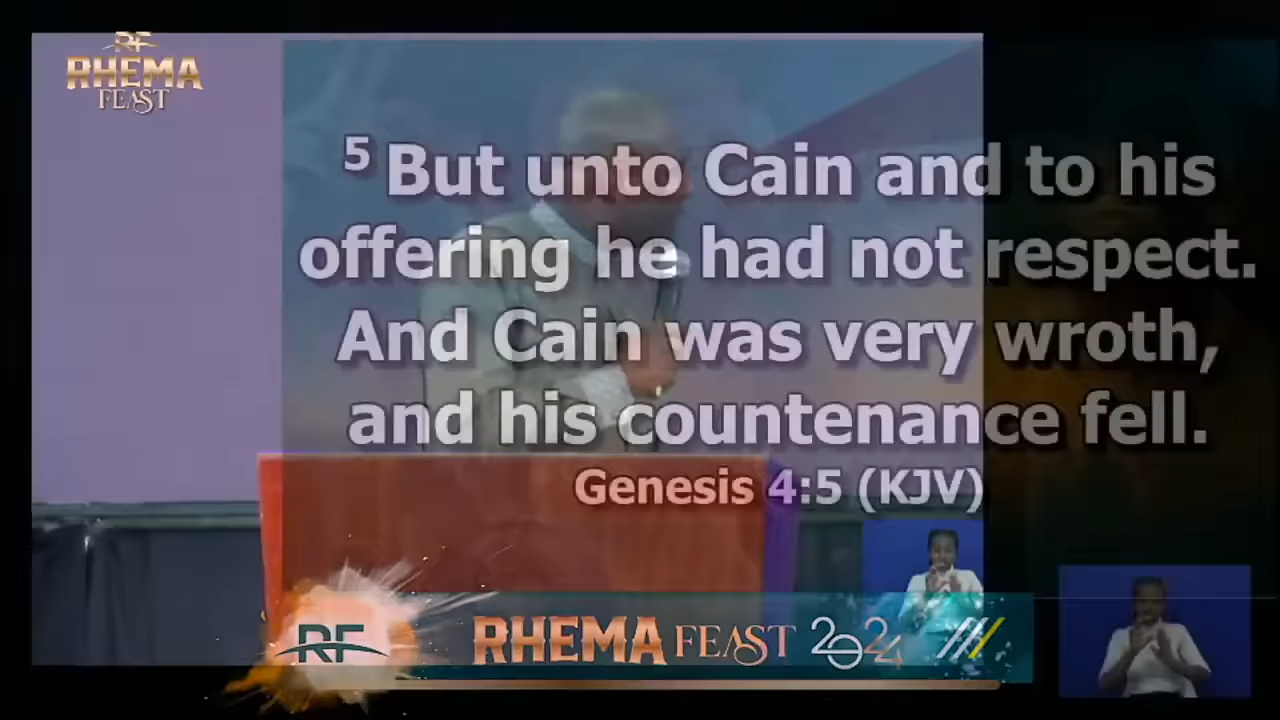 RF
RHEMA
FEAST
5 But unto Cain and to his
offering he had not respect.
And Cain was very wroth,
and his countenance fell.
Genesis 4:5 (KJV)
RF RHEMA FEAST 2024